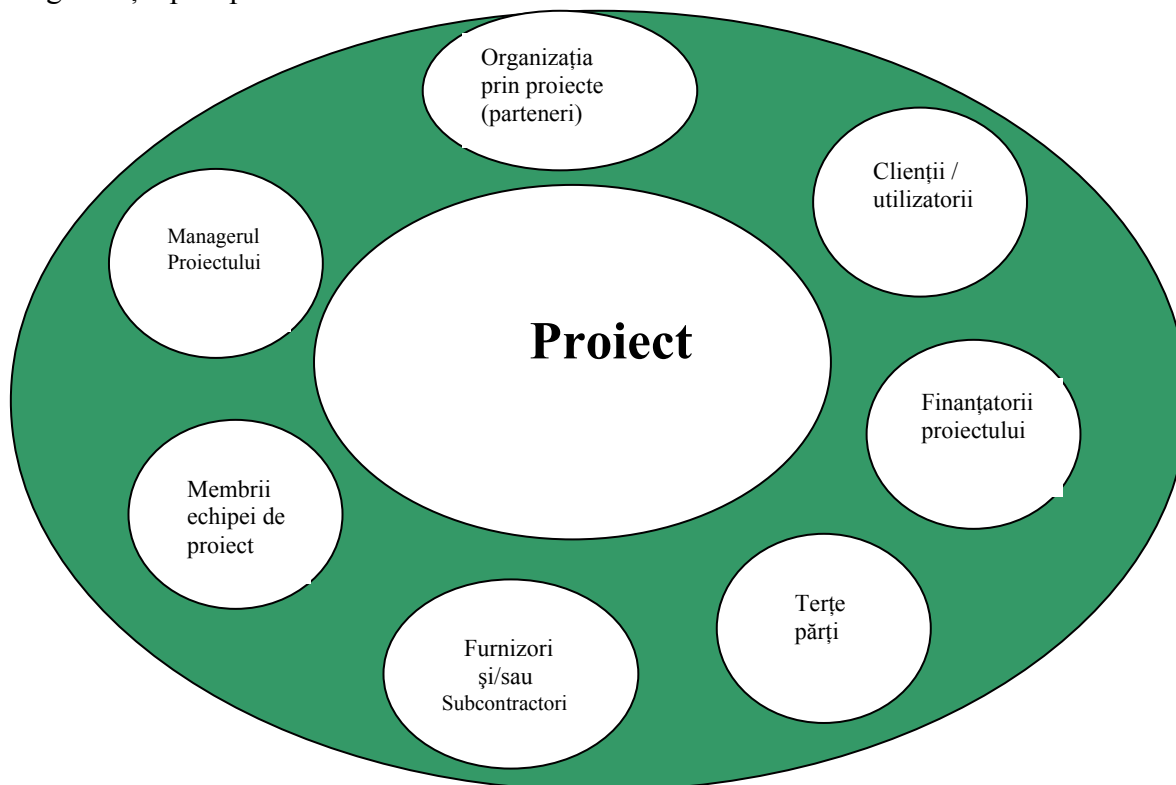 Organizația
prin proiecte
(parteneri)
Clienții /
utilizatorii
Managerul
Proiectului
Proiect
Finanțatorii
proiectului
Membrii
echipei de
proiect
Terțe
părți
Furnizori
și/sau
Subcontractori